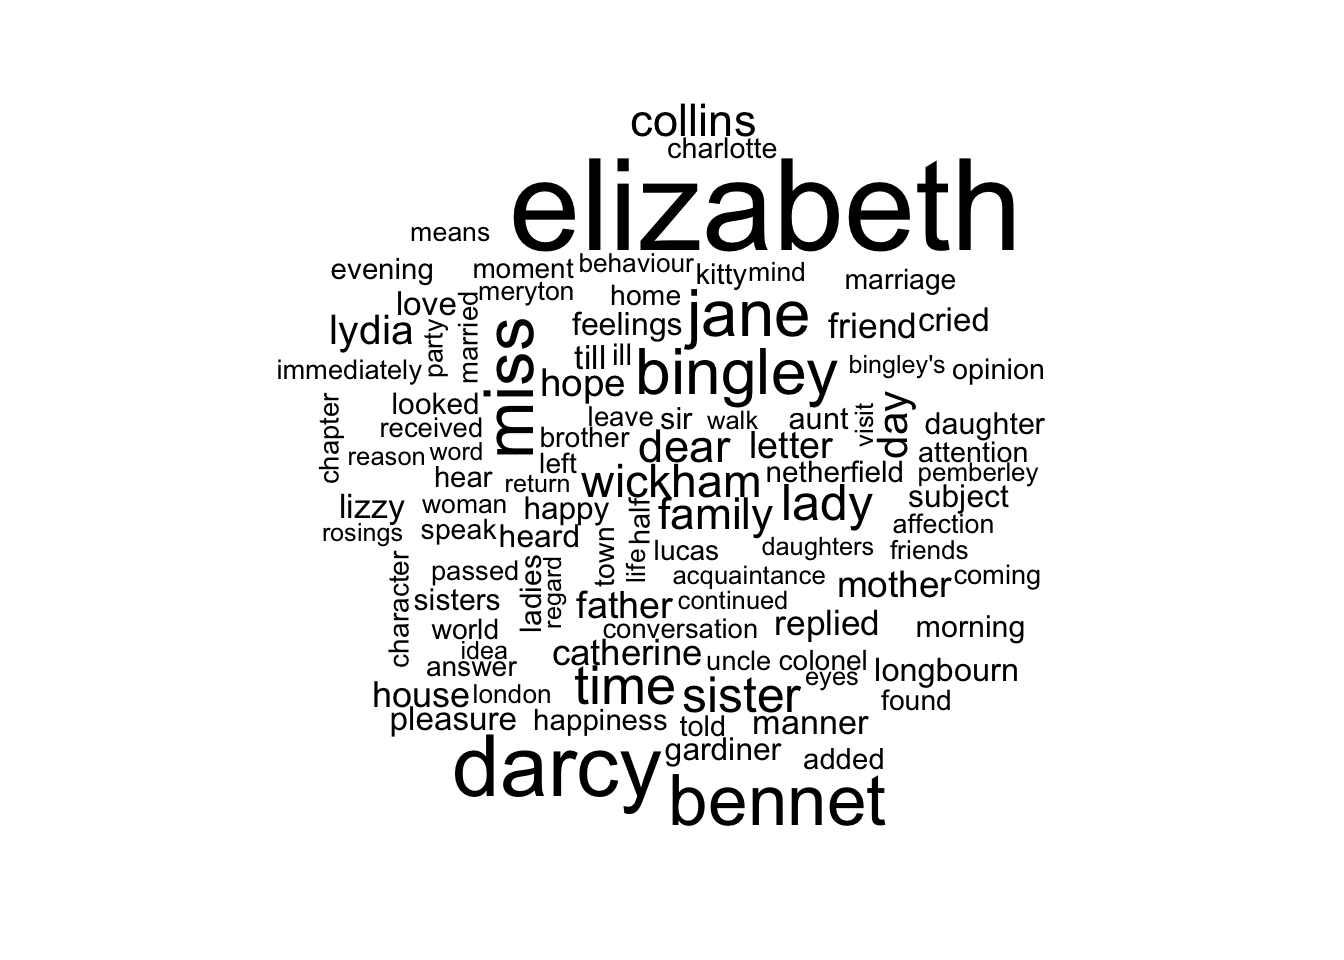 collins
charlotte
elizabeth
means
evening
moment
behaviour
kitty
mind
marriage
meryton
home
love
married
jane
lydia
party
miss
feelings
friend
cried
till
ill
immediately
hope
bingley
bingley's
opinion
chapter
looked
leave
sir
walk
aunt
visit
day
daughter
received
brother
dear
letter
attention
reason
word
left
hear
return
wickham
netherfield
pemberley
lizzy
woman
happy
half
family
lady
subject
rosings
speak
heard
affection
town
life
lucas
daughters
friends
character
passed
ladies
regard
acquaintance
mother
coming
sisters
father
continued
world
conversation
replied
morning
idea
answer
catherine
uncle
colonel
eyes
longbourn
house
london
time
sister
found
pleasure
happiness
told
manner
darcy
gardiner
added
bennet